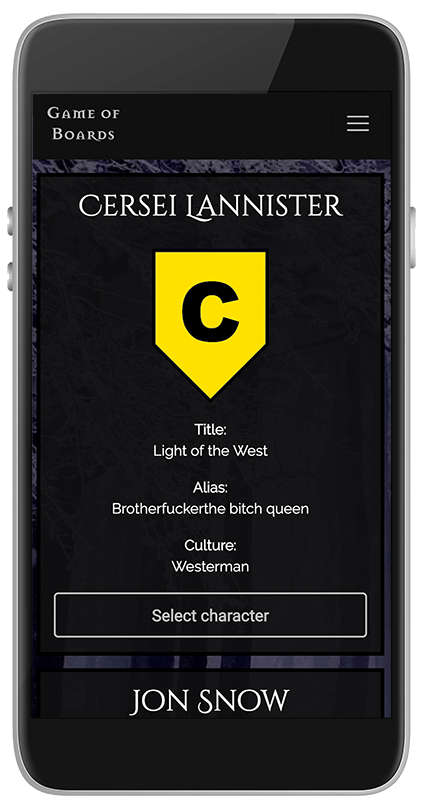 Game of
Boards
Cersei Lannister
C
Title:
Light of the West
Alias:
Brotherfuckerthe bitch queen
Culture:
Westerman
Select character
Jon Snow